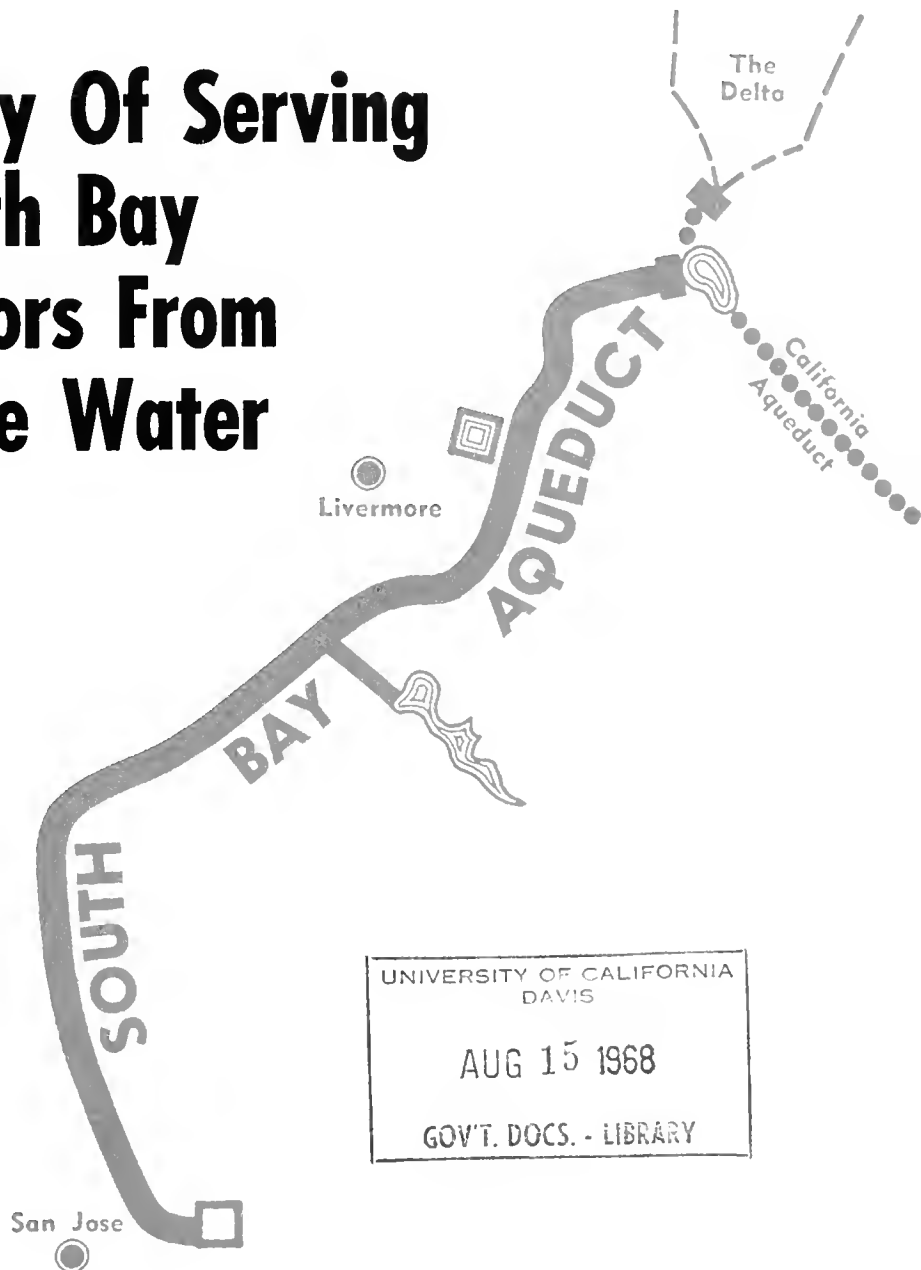 y Of Serving
th Bay
ors From
e Water
The
Delta
California
Aqueduct
Livermore
SOUTH BAY AQUEDUCT
UNIVERSITY OF CALIFORNIA
DAVIS
AUG 15 1968
GOV'T. DOCS. - LIBRARY
San Jose